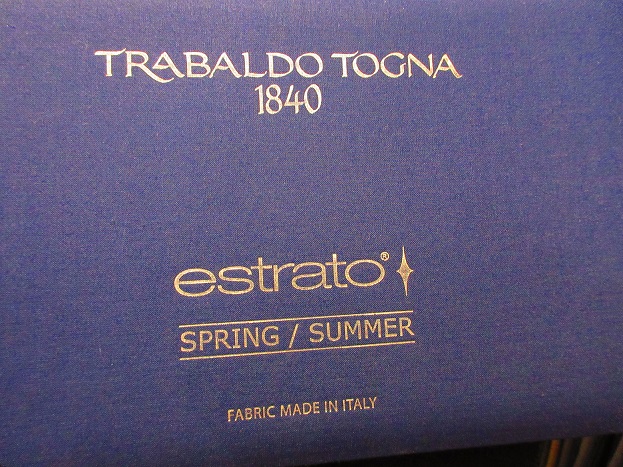 TRABALDO TOGNA
1840
estrato®
SPRING / SUMMER
FABRIC MADE IN ITALY